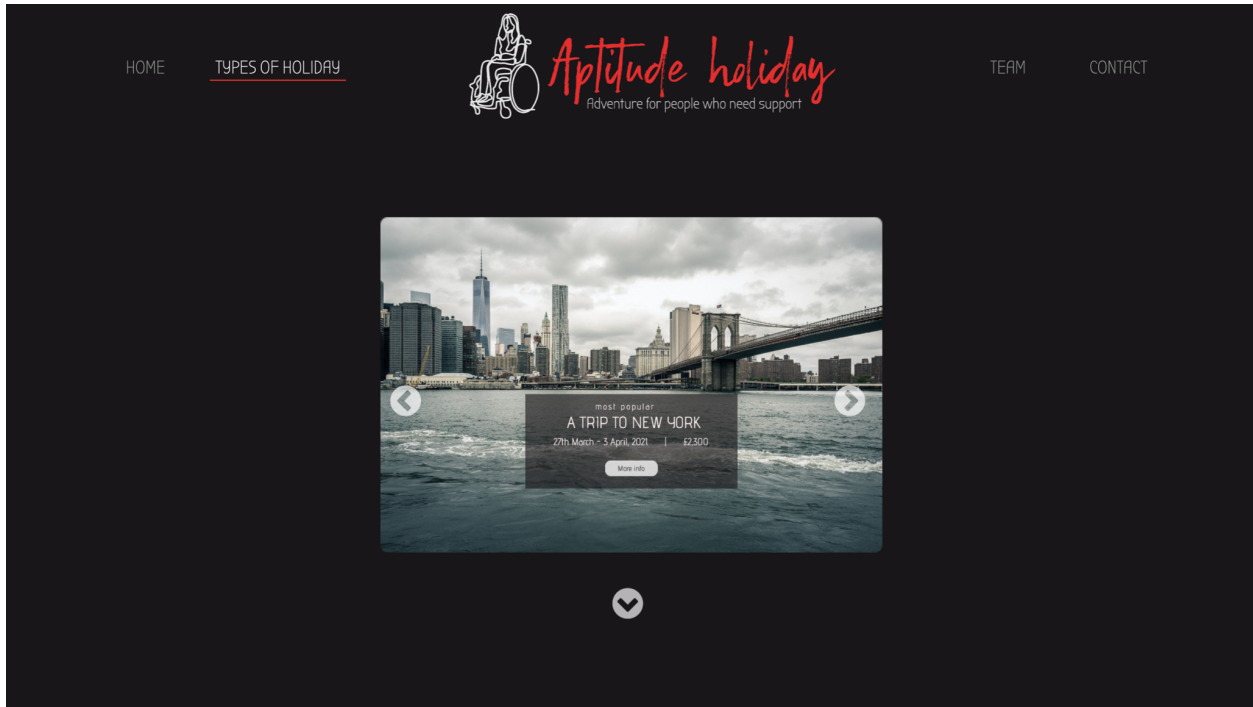 HOME
TYPES OF HOLIDAY
Aptitude holiday
Adventure for people who need support
TEAM
CONTACT
most popular
A TRIP TO NEW YORK
27th March - 3 April, 2021 | £2,300
More info